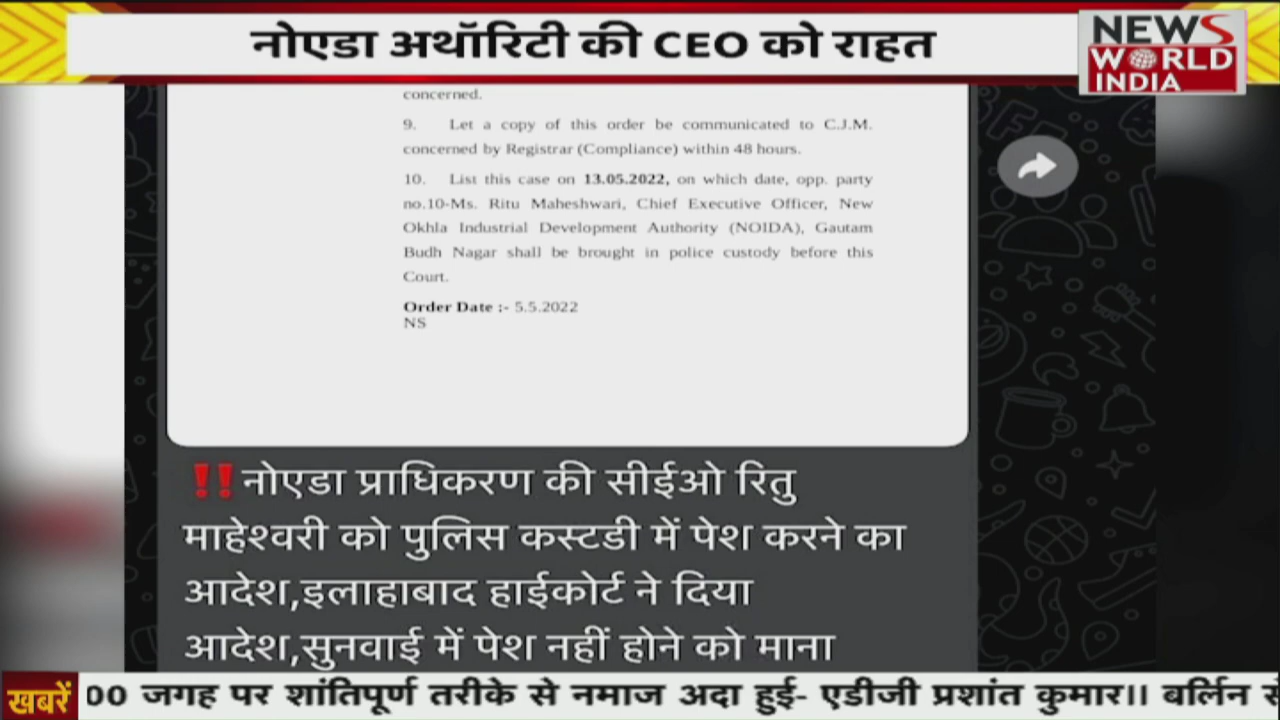 नोएडा अथॉरिटी की CEO को राहत
NEWS
WORLD
INDIA
concerned.
9. Let a copy of this order be communicated to C.J.M.
concerned by Registrar (Compliance) within 48 hours.
10. List this case on 13.05.2022, on which date, opp. party
no.10-Ms. Ritu Maheshwari, Chief Executive Officer, New
Okhla Industrial Development Authority (NOIDA), Gautam
Budh Nagar shall be brought in police custody before this
Court.
Order Date :- 5.5.2022
NS
‼️नोएडा प्राधिकरण की सीईओ रितु
माहेश्वरी को पुलिस कस्टडी में पेश करने का
आदेश,इलाहाबाद हाईकोर्ट ने दिया
आदेश,सुनवाई में पेश नहीं होने को माना
खबरें 00 जगह पर शांतिपूर्ण तरीके से नमाज अदा हुई- एडीजी प्रशांत कुमार।। बर्लिन